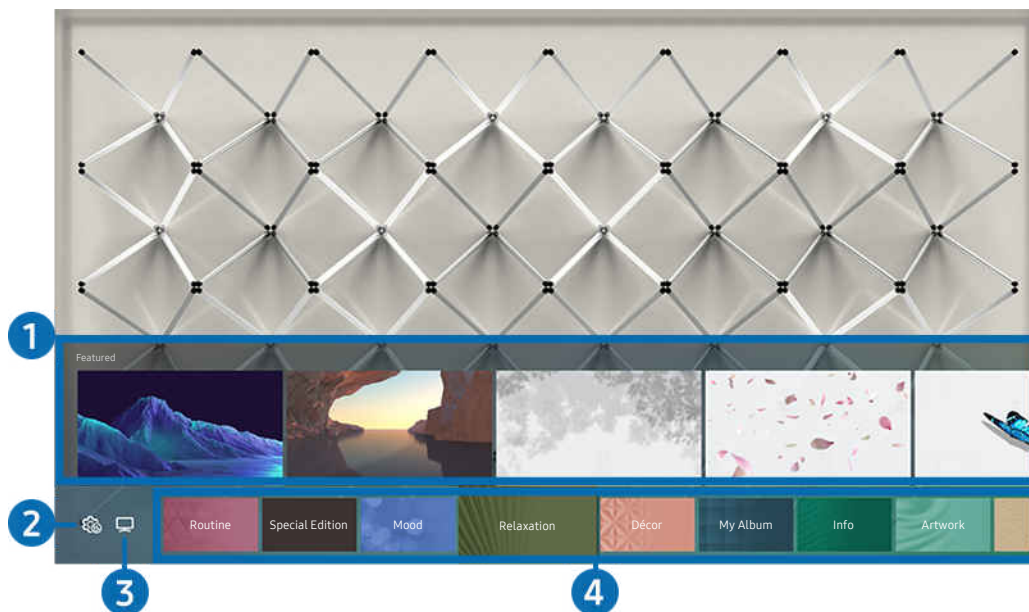 1
Featured
2
Routine Special Edition Mood Relaxation Décor My Album Info Artwork
3
4